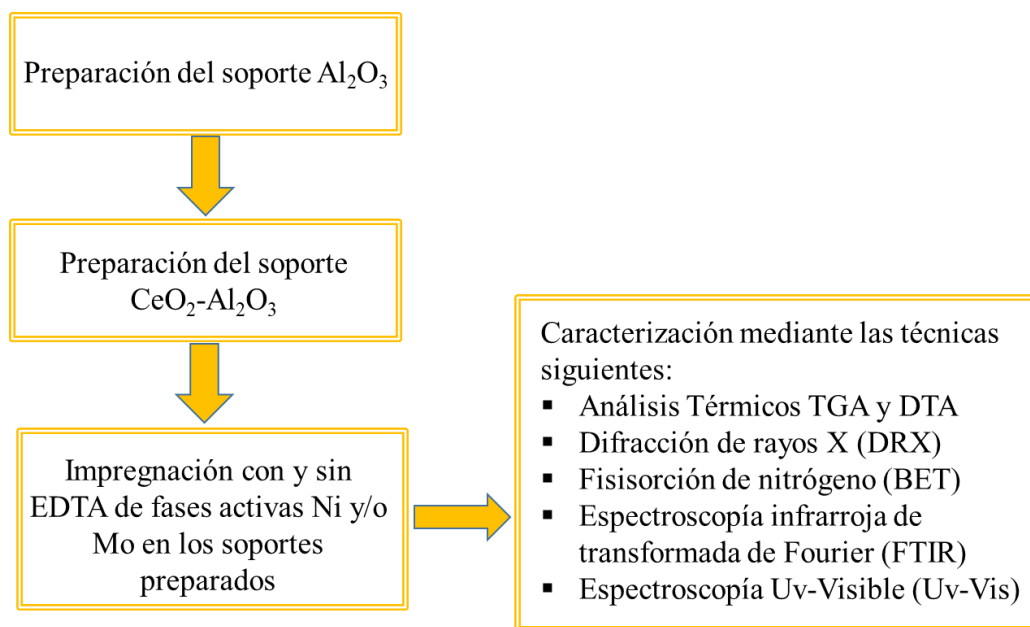 Preparación del soporte Al₂O₃
Preparación del soporte
CeO₂-Al₂O₃
Impregnación con y sin
EDTA de fases activas Ni y/o
Mo en los soportes
preparados
Caracterización mediante las técnicas
siguientes:
▪ Análisis Térmicos TGA y DTA
▪ Difracción de rayos X (DRX)
▪ Fisisorción de nitrógeno (BET)
▪ Espectroscopía infrarroja de
transformada de Fourier (FTIR)
▪ Espectroscopía Uv-Visible (Uv-Vis)